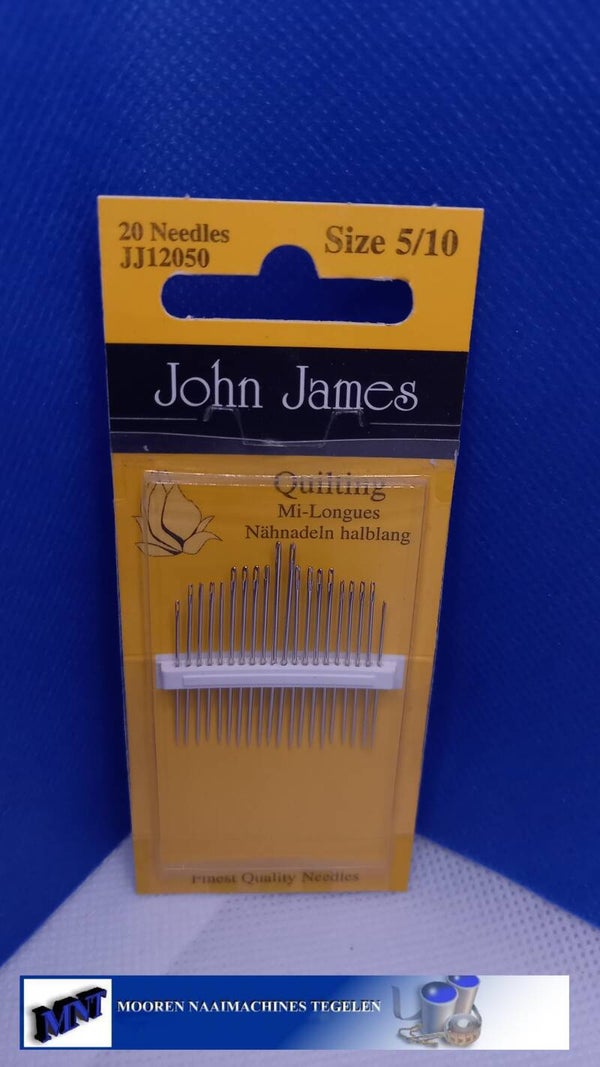 20 Needles
JJ12050
Size 5/10
John James
Quilting
Mi-Longues
Nähnadeln halblang
Finest Quality Needles
MNT
MOOREN NAAIMACHINES TEGELEN